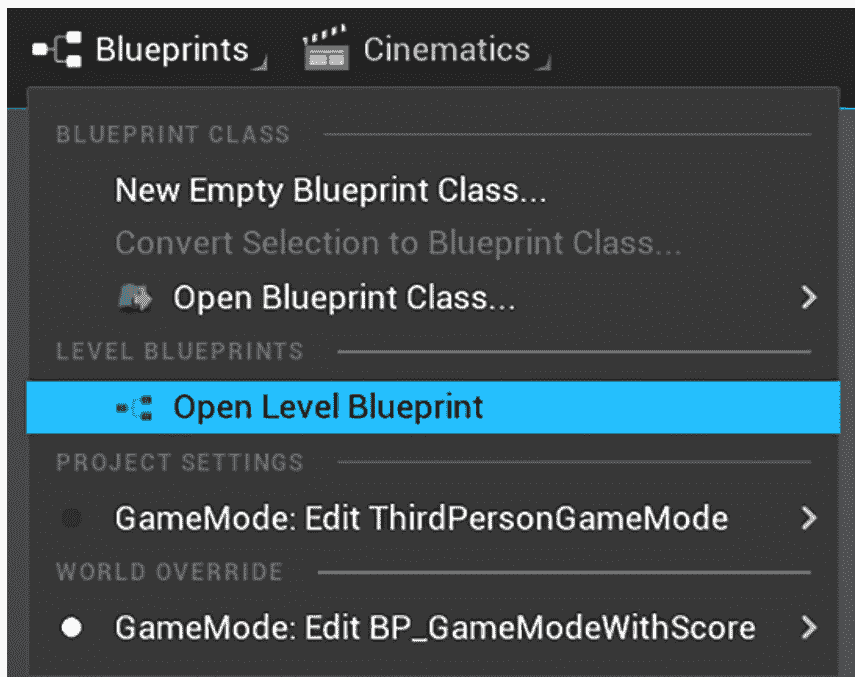 Blueprints
Cinematics
BLUEPRINT CLASS
New Empty Blueprint Class...
Convert Selection to Blueprint Class...
Open Blueprint Class...
LEVEL BLUEPRINTS
Open Level Blueprint
PROJECT SETTINGS
GameMode: Edit ThirdPersonGameMode
WORLD OVERRIDE
GameMode: Edit BP_GameModeWithScore